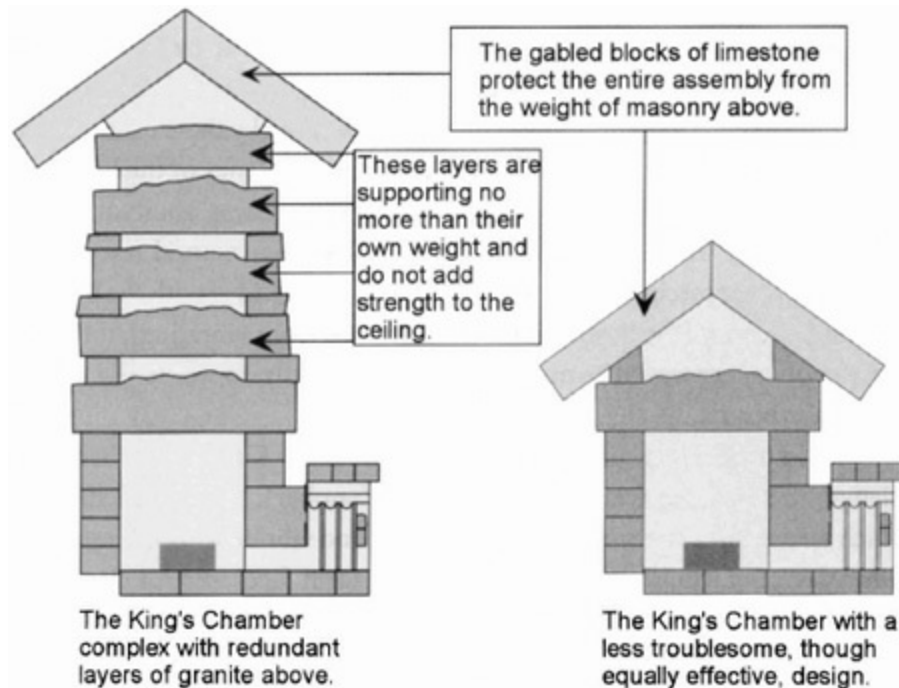 The gabled blocks of limestone
protect the entire assembly from
the weight of masonry above.
These layers are
supporting no
more than their
own weight and
do not add
strength to the
ceiling.
The King's Chamber
complex with redundant
layers of granite above.
The King's Chamber with a
less troublesome, though
equally effective, design.